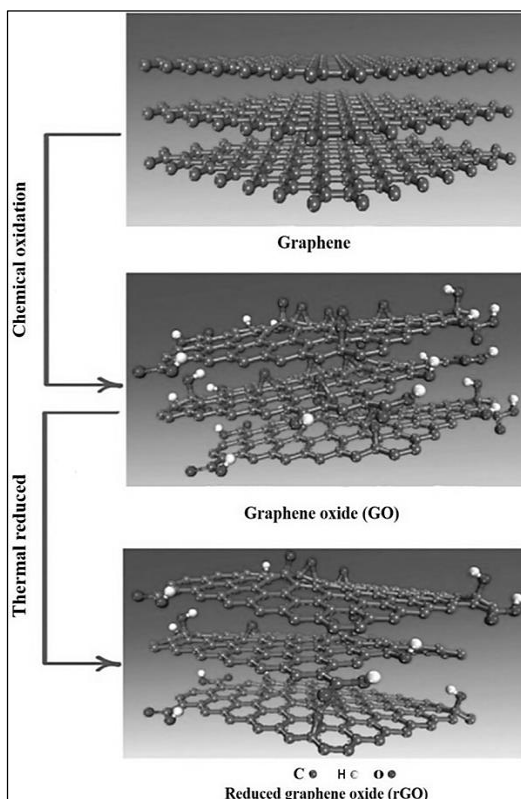 Graphene
Chemical oxidation
Graphene oxide (GO)
Thermal reduced
C H O
Reduced graphene oxide (rGO)